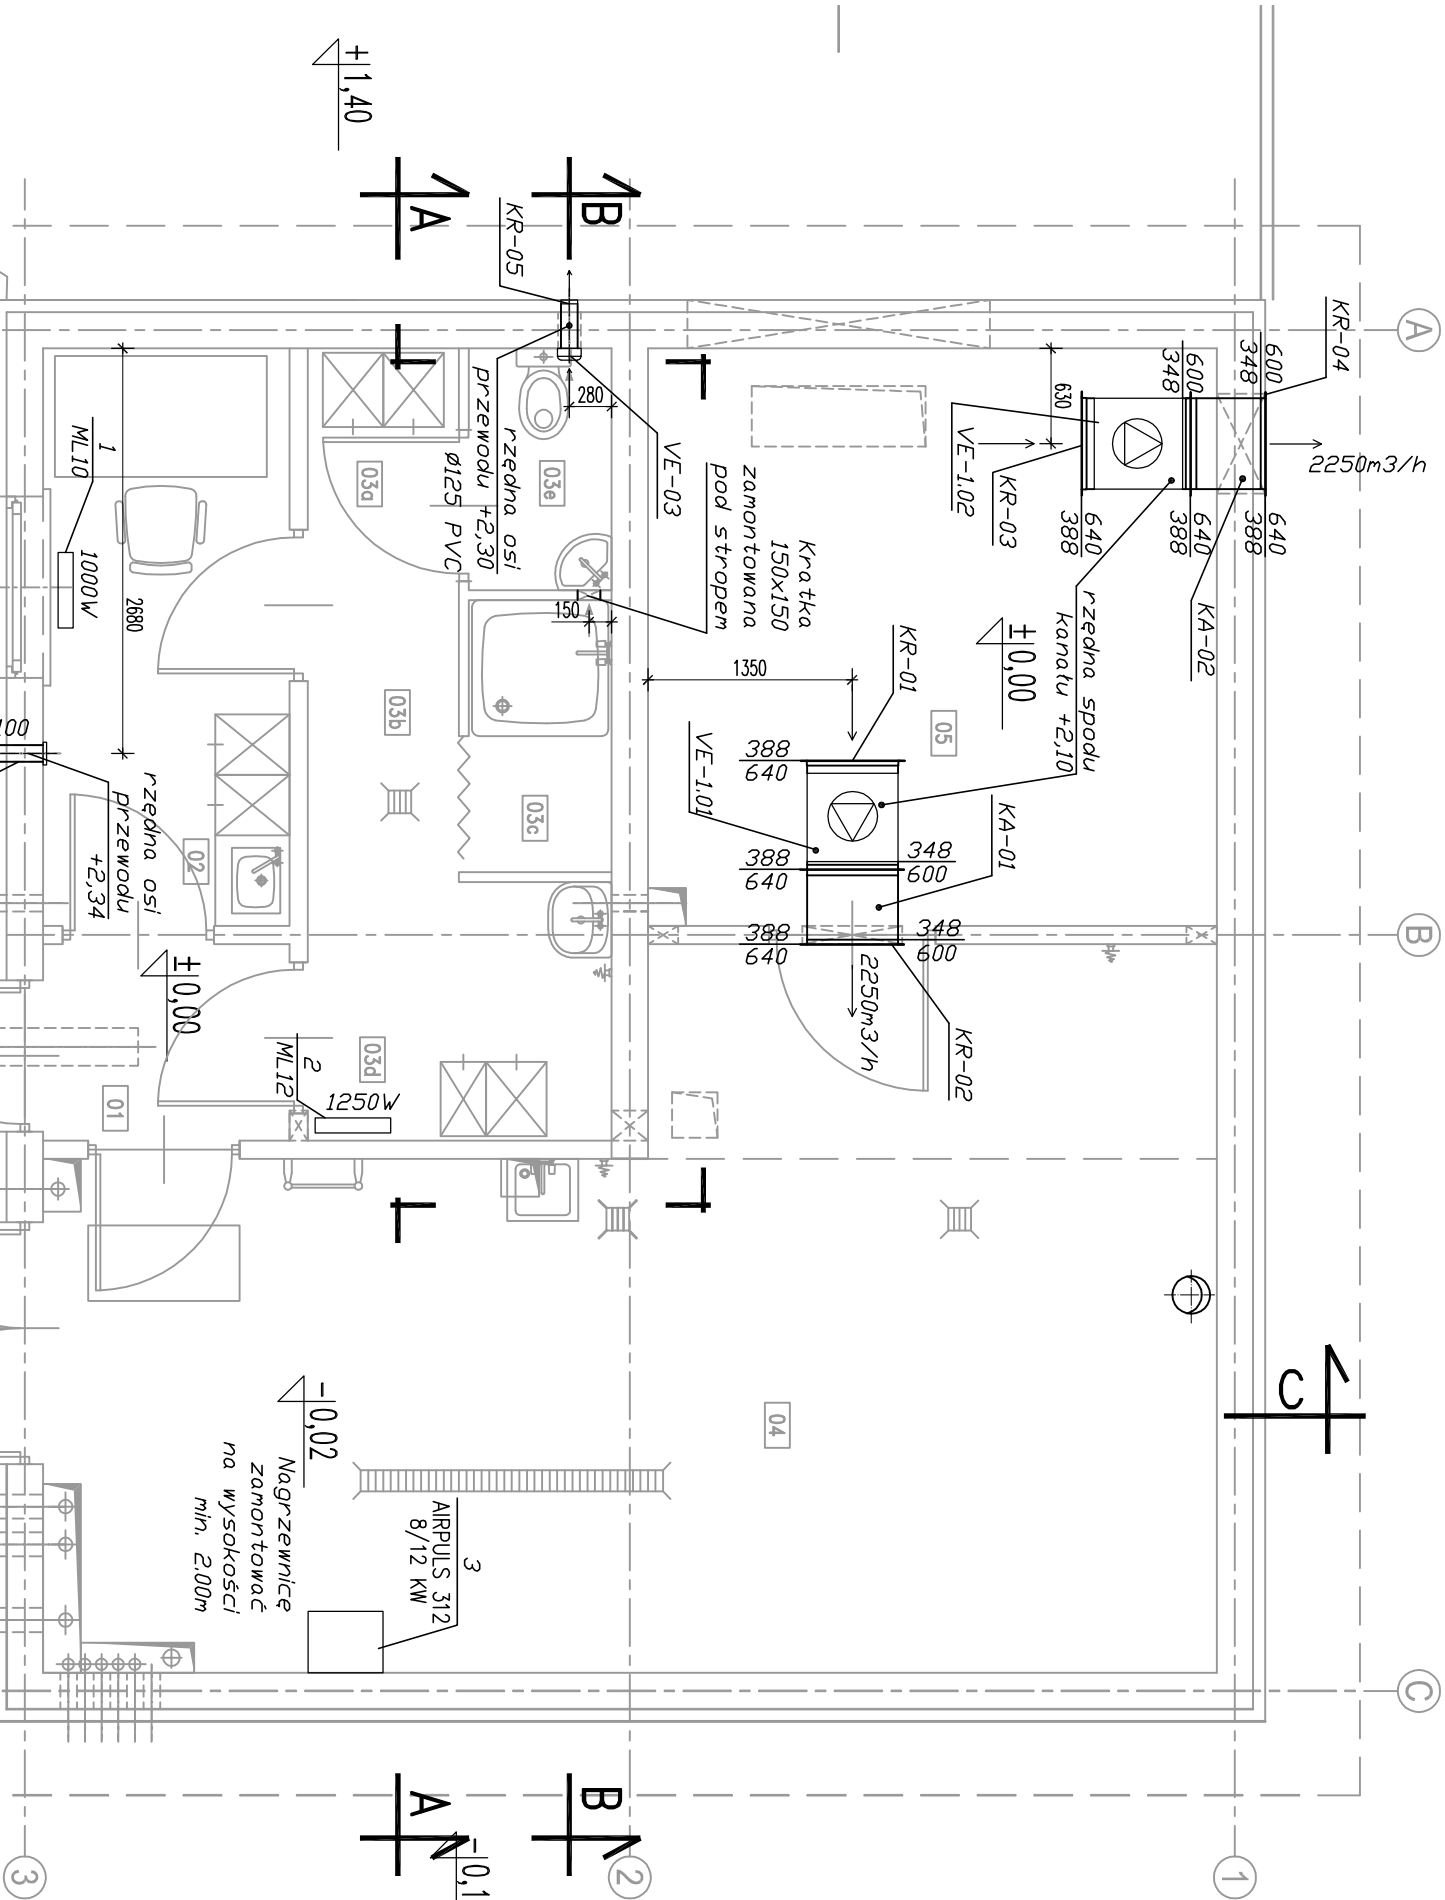 ±1,40
A
B
KR-05
KR-04
A
600
348
600
348
640
388
640
388
640
388
630
2250m3/h
VE-1.02
KR-03
KA-02
rzędna spodu
kanału +2,10
±0,00
280
VE-03
rzędna osi
przewodu +2,30
ø125 PVC
03a
03e
Kratka
150x150
zamontowana
pod stropem
150
1
ML10
1000W
2680
03b
1350
KR-01
VE-1.01
05
388
640
388
640
388
640
348
600
348
600
KA-01
KR-02
2250m3/h
B
03c
100
rzędna osi
przewodu
+2,34
02
±0,00
01
2
ML12
1250W
03d
04
C
-0,02
Nagrzewnicę
zamontować
na wysokości
min. 2.00m
3
AIRPULS 312
8/12 KW
C
A
B
-0,1
3
2
1